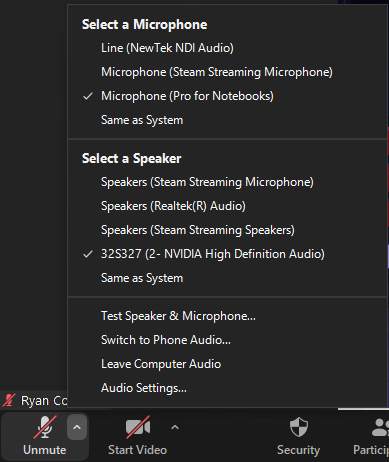 Select a Microphone
Line (NewTek NDI Audio)
Microphone (Steam Streaming Microphone)
Microphone (Pro for Notebooks)
Same as System
Select a Speaker
Speakers (Steam Streaming Microphone)
Speakers (Realtek(R) Audio)
Speakers (Steam Streaming Speakers)
32S327 (2- NVIDIA High Definition Audio)
Same as System
Test Speaker & Microphone...
Switch to Phone Audio...
Leave Computer Audio
Audio Settings...
Ryan Co
Unmute Start Video Security Particip